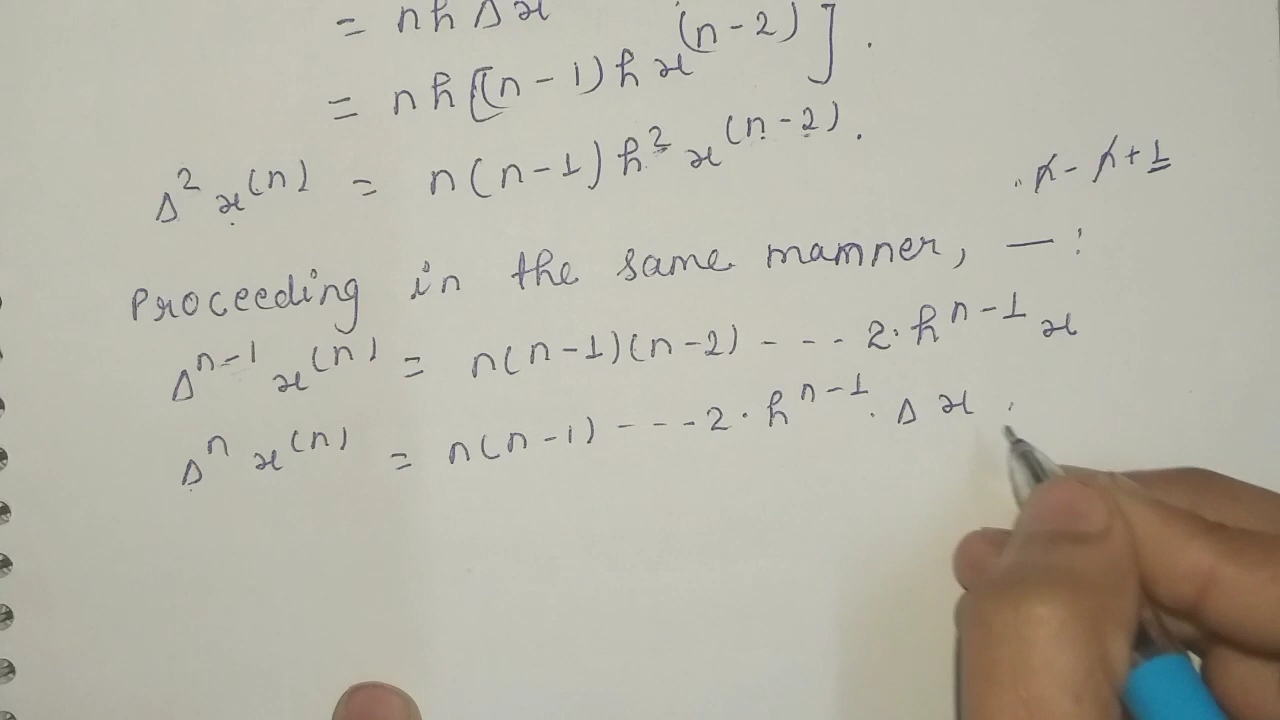 = nh Δx
= nh[(n-1)h x^(n-2)].
Δ² x^(n) = n(n-1)h² x^(n-2).
. n - n + 1
Proceeding in the same manner, — :
Δ^n-1 x^(n) = n(n-1)(n-2) - - - - 2. h^n-1 x
Δ^n x^(n) = n(n-1) - - - - 2. h^n-1 . Δ x .